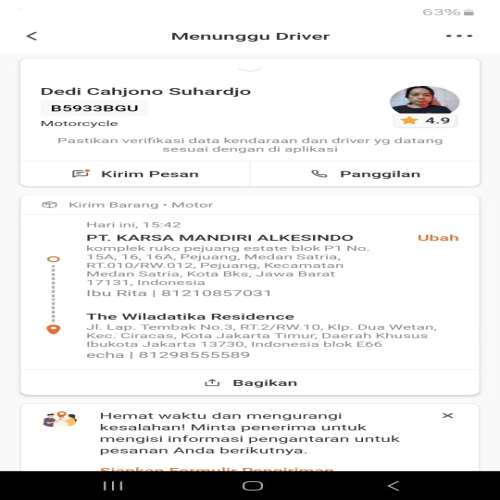 63%
Menunggu Driver
Dedi Cahjono Suhardjo
B5933BGU
Motorcycle
4.9
Pastikan verifikasi data kendaraan dan driver yg datang
sesuai dengan di aplikasi
Kirim Pesan
Panggilan
Kirim Barang • Motor
Hari ini, 15:42
PT. KARSA MANDIRI ALKESINDO
Ubah
komplek ruko pejuang estate blok P1 No.
15A, 16, 16A, Pejuang, Medan Satria,
RT.010/RW.012, Pejuang, Kecamatan
Medan Satria, Kota Bks, Jawa Barat
17131, Indonesia
Ibu Rita | 81210857031
The Wiladatika Residence
Jl. Lap. Tembak No.3, RT.2/RW.10, Klp. Dua Wetan,
Kec. Ciracas, Kota Jakarta Timur, Daerah Khusus
Ibukota Jakarta 13730, Indonesia blok E66
echa | 81298555589
Bagikan
Hemat waktu dan mengurangi
kesalahan! Minta penerima untuk
mengisi informasi pengantaran untuk
pesanan Anda berikutnya.
Siapkan Formulir Pengiriman